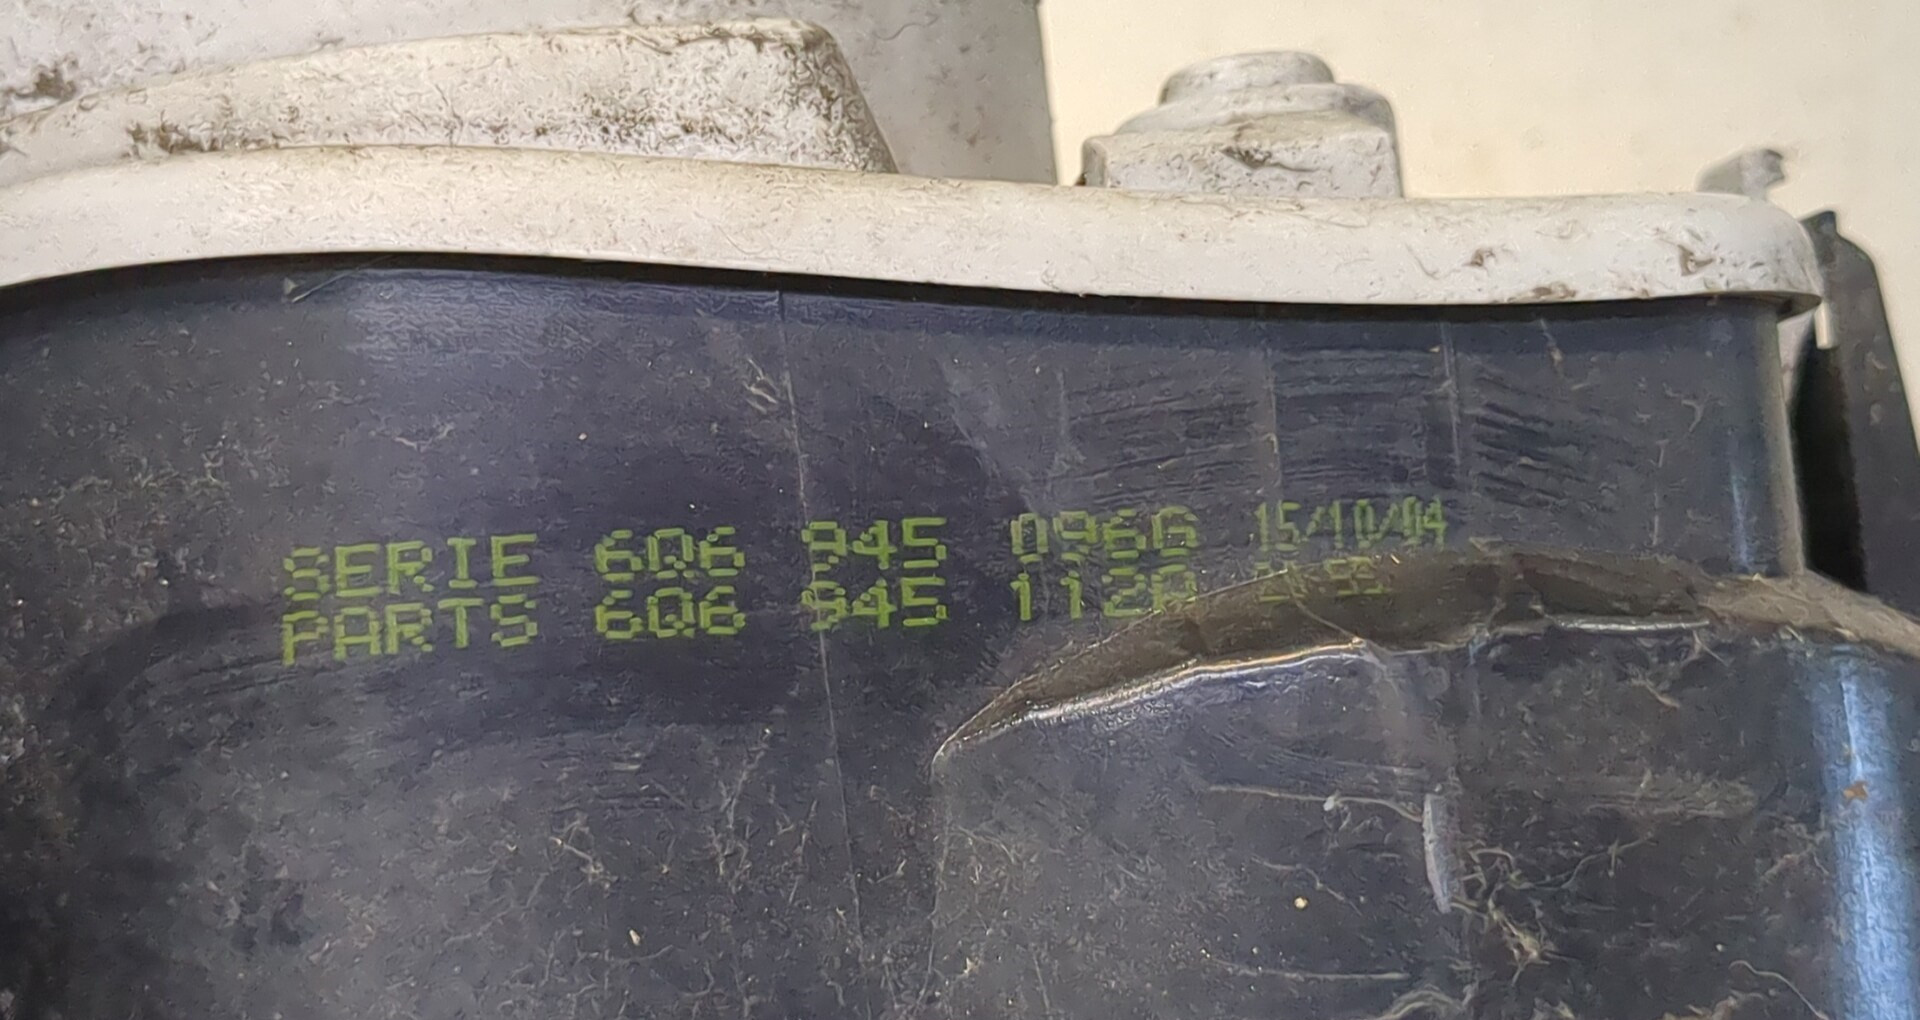 SERIE 6Q6 945 096G 15/10/04
PARTS 6Q6 945 112A